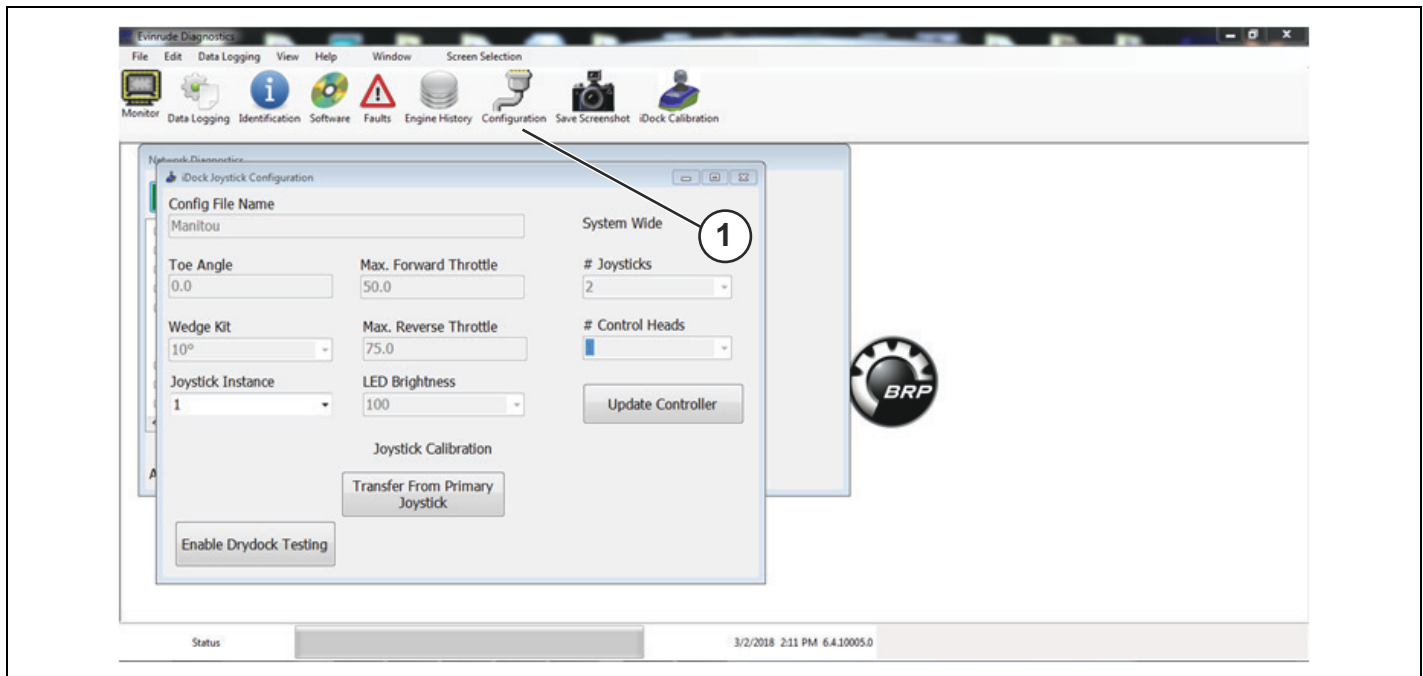 Evinrude Diagnostics
File Edit Data Logging View Help Window Screen Selection
Monitor Data Logging Identification Software Faults Engine History Configuration Save Screenshot iDock Calibration
Network Diagnostics
iDock Joystick Configuration
Config File Name
Manitou
System Wide
1
Toe Angle Max. Forward Throttle # Joysticks
0.0 50.0 2
Wedge Kit Max. Reverse Throttle # Control Heads
10° 75.0
Joystick Instance LED Brightness
1 100 Update Controller
BRP
Joystick Calibration
A
Transfer From Primary
Joystick
Enable Drydock Testing
Status 3/2/2018 2:11 PM 6.4.10005.0